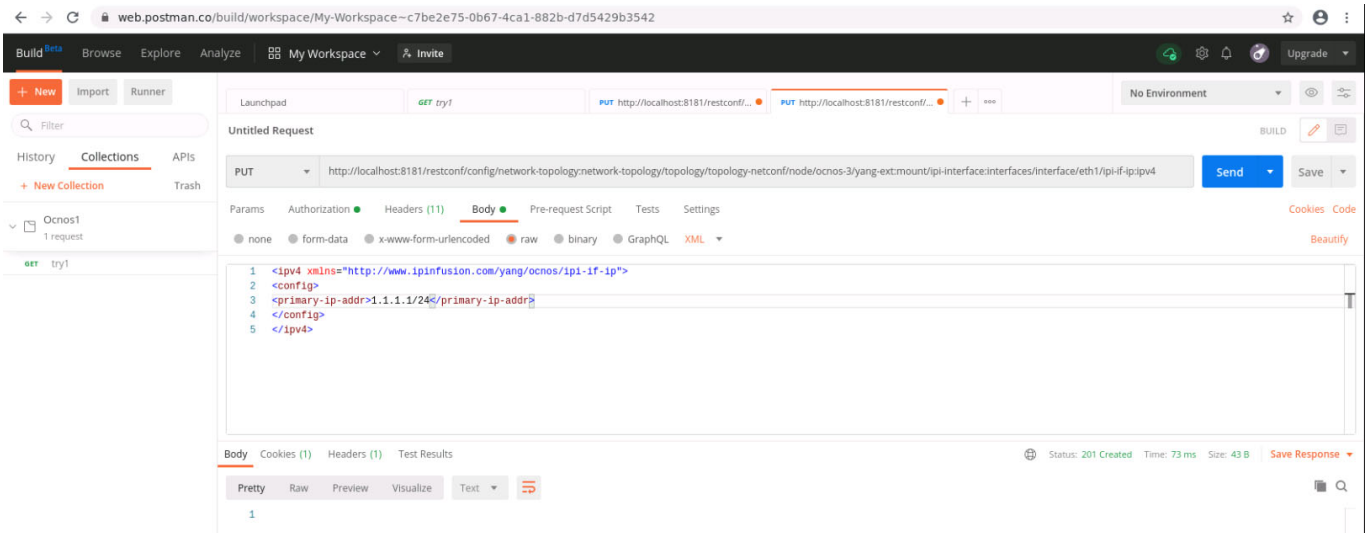 web.postman.co/build/workspace/My-Workspace~c7be2e75-0b67-4ca1-882b-d7d5429b3542
Build Beta Browse Explore Analyze My Workspace Invite Upgrade
+ New Import Runner
Launchpad GET try1 PUT http://localhost:8181/restconf/... PUT http://localhost:8181/restconf/... No Environment
Filter
Untitled Request BUILD
History Collections APIs
PUT http://localhost:8181/restconf/config/network-topology:network-topology/topology/topology-netconf/node/ocnos-3/yang-ext:mount/ipi-interface:interfaces/interface/eth1/ipi-if-ip:ipv4 Send Save
+ New Collection Trash
Params Authorization Headers (11) Body Pre-request Script Tests Settings Cookies Code
Ocnos1
1 request
none form-data x-www-form-urlencoded raw binary GraphQL XML Beautify
GET try1
1 <ipv4 xmlns="http://www.ipinfusion.com/yang/ocnos/ipi-if-ip">
2 <config>
3 <primary-ip-addr>1.1.1.1/24</primary-ip-addr>
4 </config>
5 </ipv4>
Body Cookies (1) Headers (1) Test Results Status: 201 Created Time: 73 ms Size: 43 B Save Response
Pretty Raw Preview Visualize Text
1